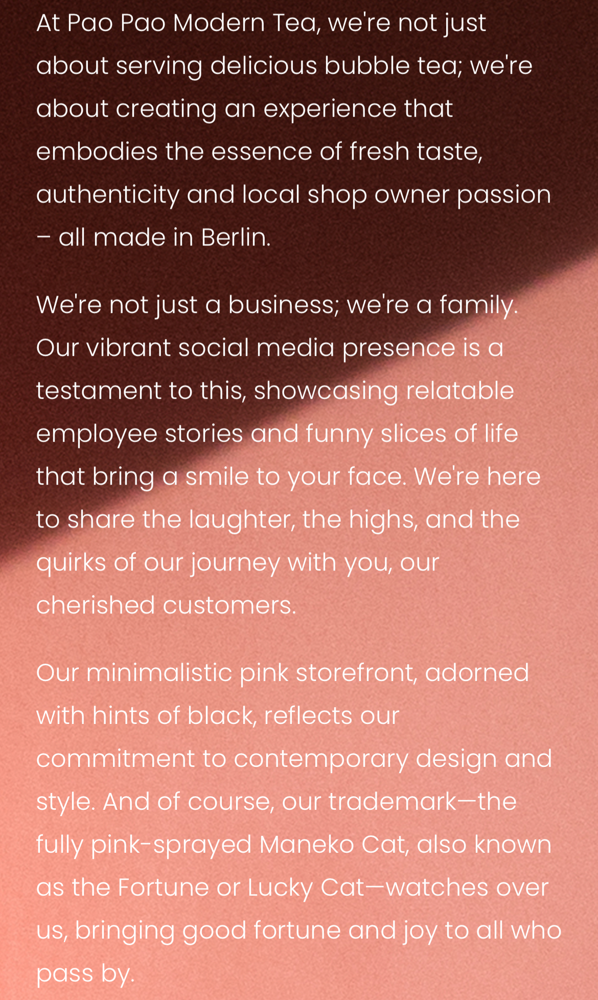 At Pao Pao Modern Tea, we're not just
about serving delicious bubble tea; we're
about creating an experience that
embodies the essence of fresh taste,
authenticity and local shop owner passion
– all made in Berlin.
We're not just a business; we're a family.
Our vibrant social media presence is a
testament to this, showcasing relatable
employee stories and funny slices of life
that bring a smile to your face. We're here
to share the laughter, the highs, and the
quirks of our journey with you, our
cherished customers.
Our minimalistic pink storefront, adorned
with hints of black, reflects our
commitment to contemporary design and
style. And of course, our trademark—the
fully pink-sprayed Maneko Cat, also known
as the Fortune or Lucky Cat—watches over
us, bringing good fortune and joy to all who
pass by.